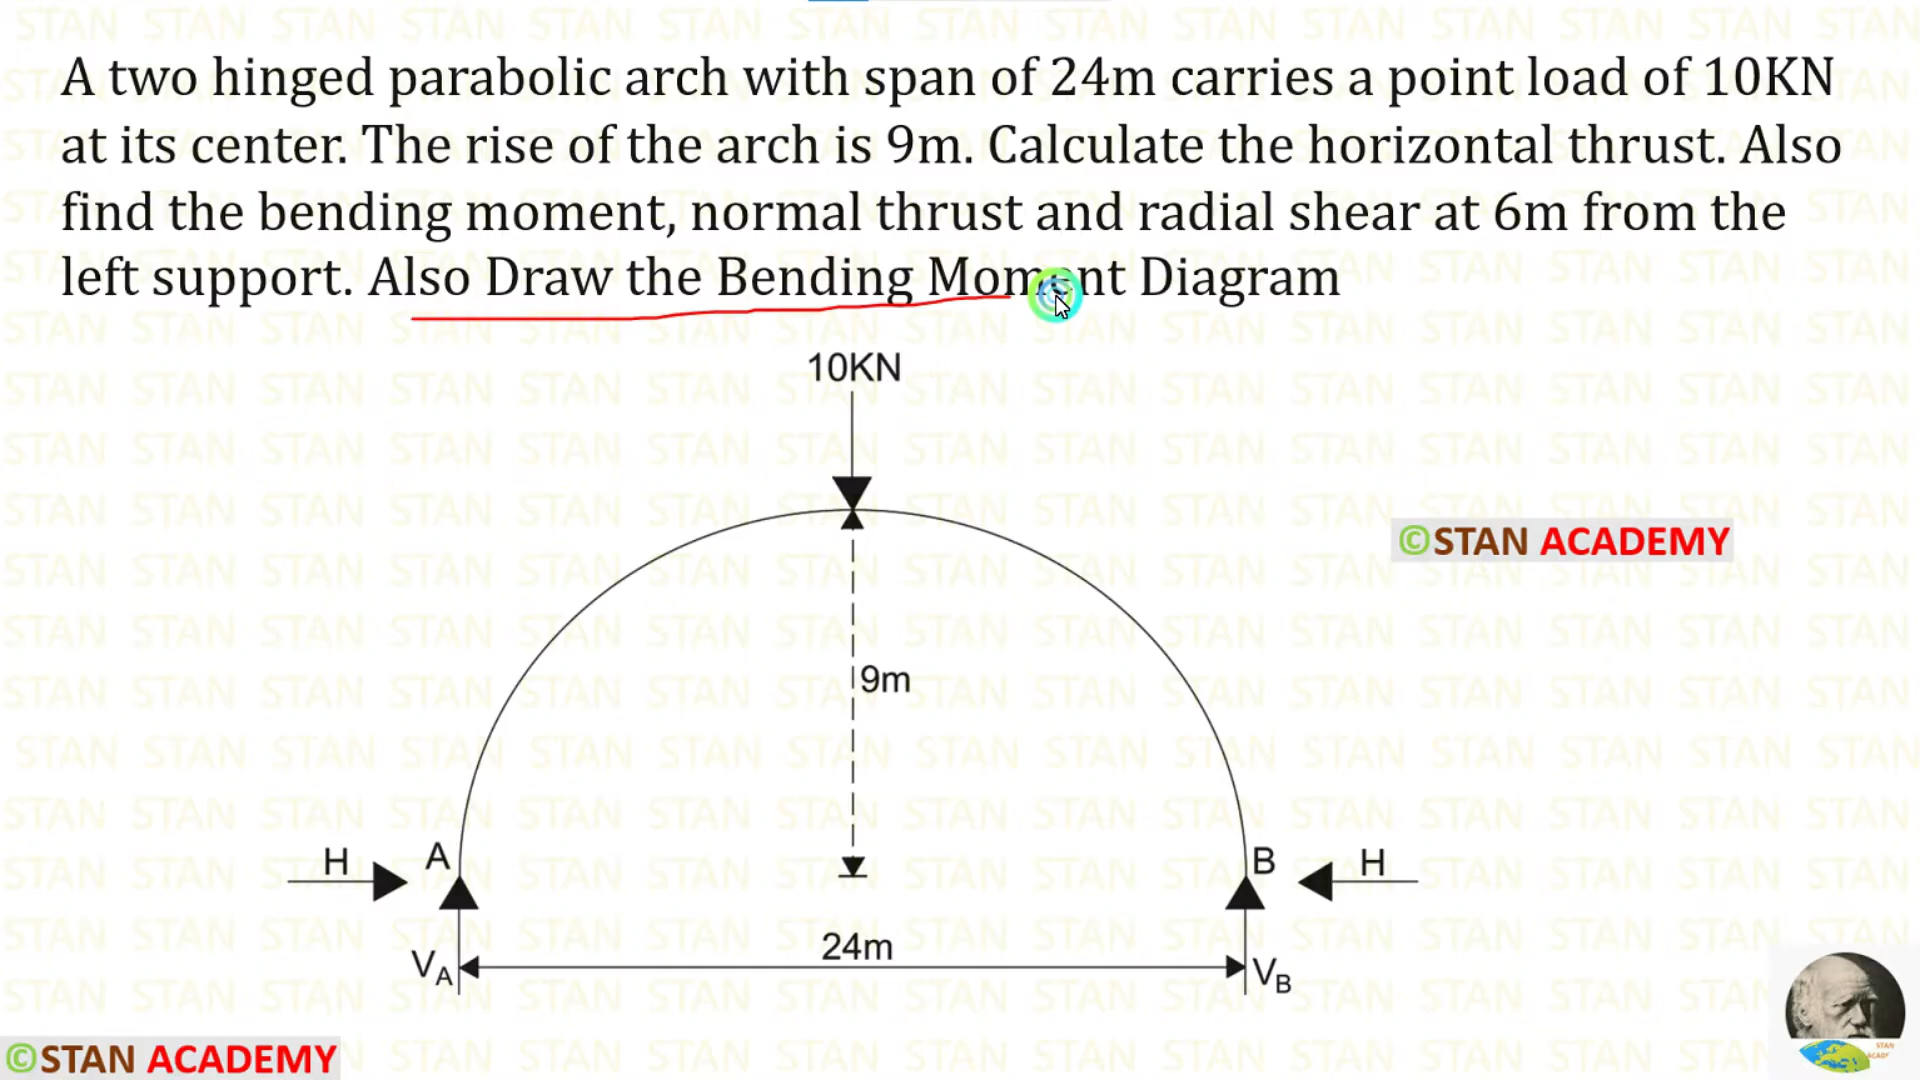 A two hinged parabolic arch with span of 24m carries a point load of 10KN
at its center. The rise of the arch is 9m. Calculate the horizontal thrust. Also
find the bending moment, normal thrust and radial shear at 6m from the
left support. Also Draw the Bending Moment Diagram
10KN
©STAN ACADEMY
9m
H
A
B
H
24m
VA
VB
©STAN ACADEMY
STAN